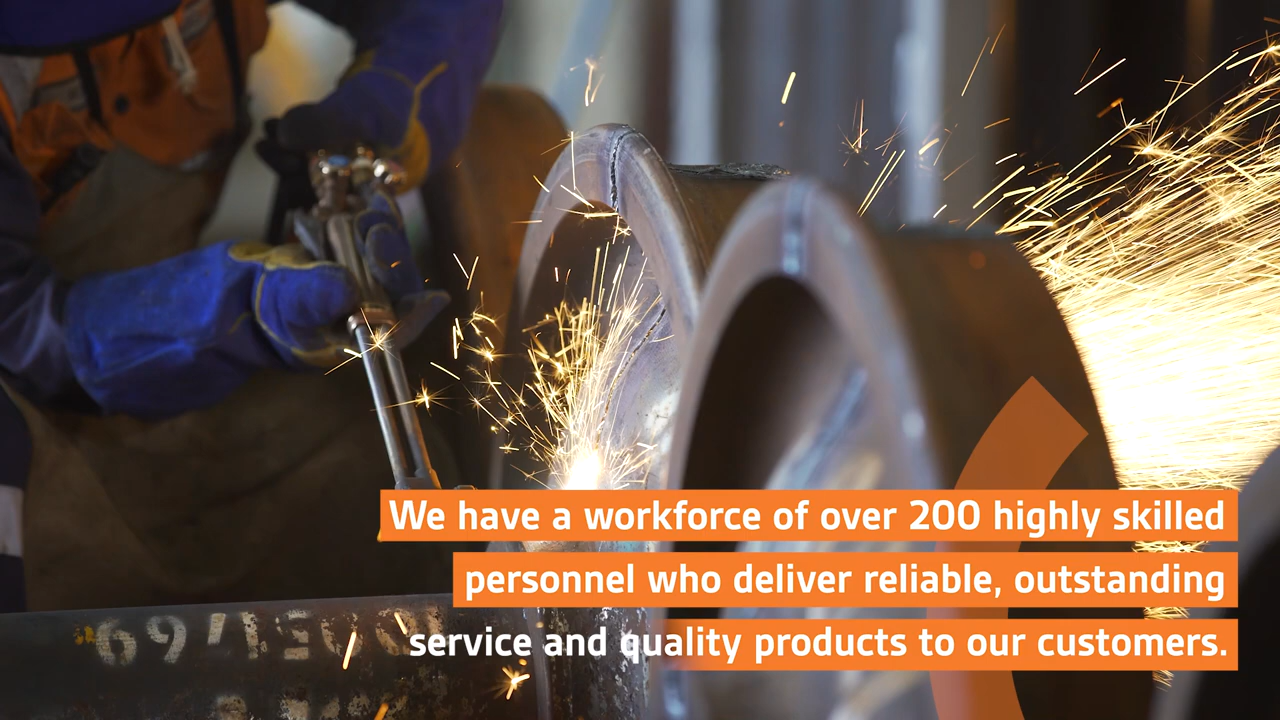 We have a workforce of over 200 highly skilled
personnel who deliver reliable, outstanding
service and quality products to our customers.